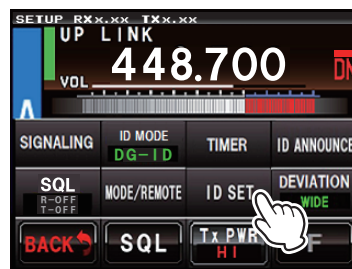 SETUP RXx.xx TXx.xx
UP LINK
448.700
DN
VOL
A
SIGNALING
ID MODE
DG-ID
TIMER
ID ANNOUNCE
SQL
R-OFF
T-OFF
MODE/REMOTE
ID SET
DEVIATION
WIDE
BACK
SQL
Tx PWR
HI
F